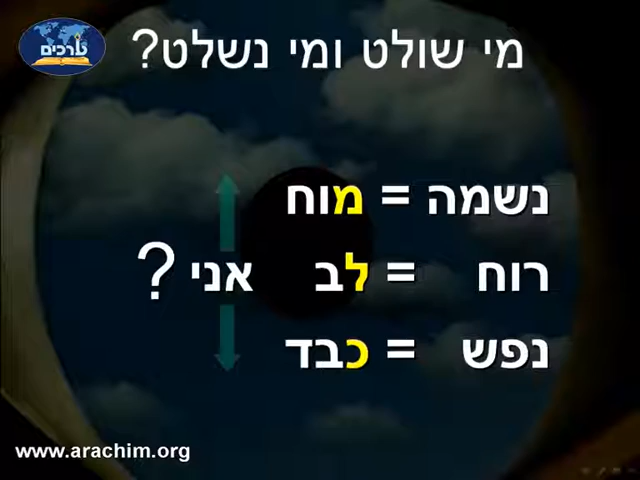 ערכים
מי שולט ומי נשלט?
נשמה = מוח
רוח = לב אני ?
נפש = כבד
www.arachim.org